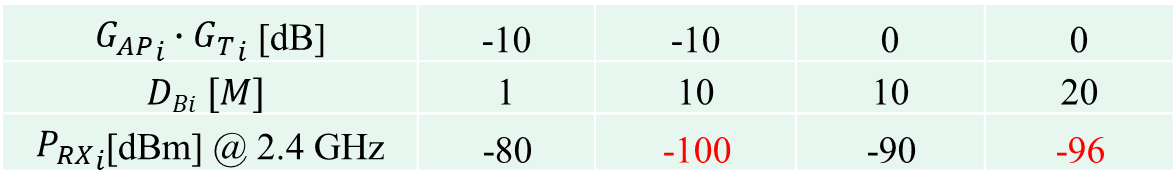 G_{AP_i} · G_{T_i} [dB] -10 -10 0 0
D_{Bi} [M] 1 10 10 20
P_{RX_i}[dBm] @ 2.4 GHz -80 -100 -90 -96